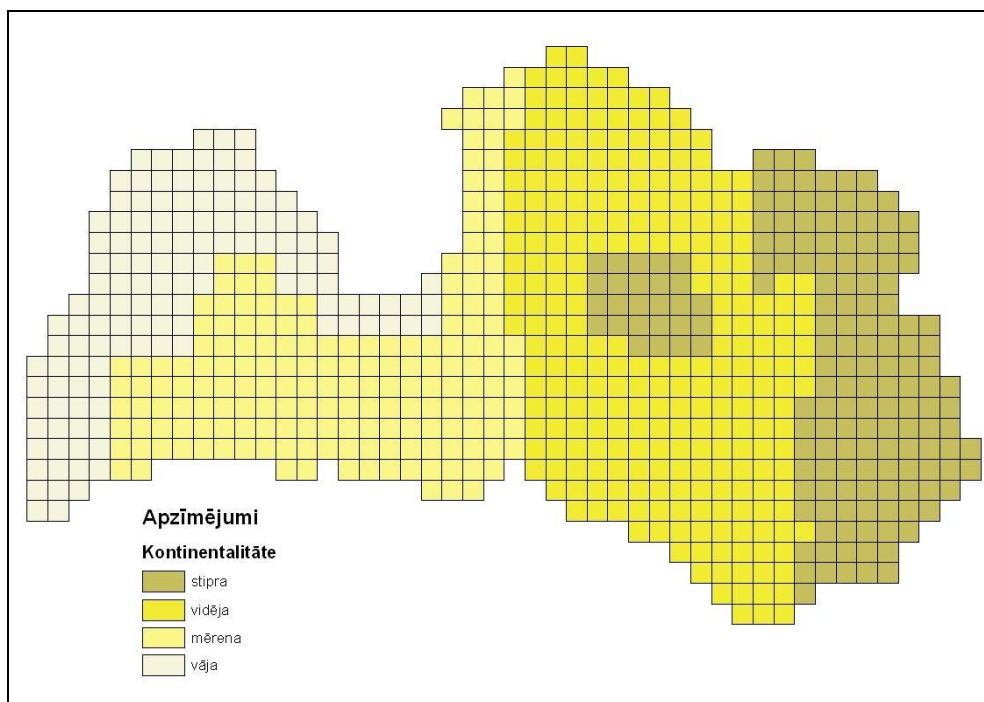 Apzīmējumi
Kontinentalitāte
stipra
vidēja
mērena
vāja